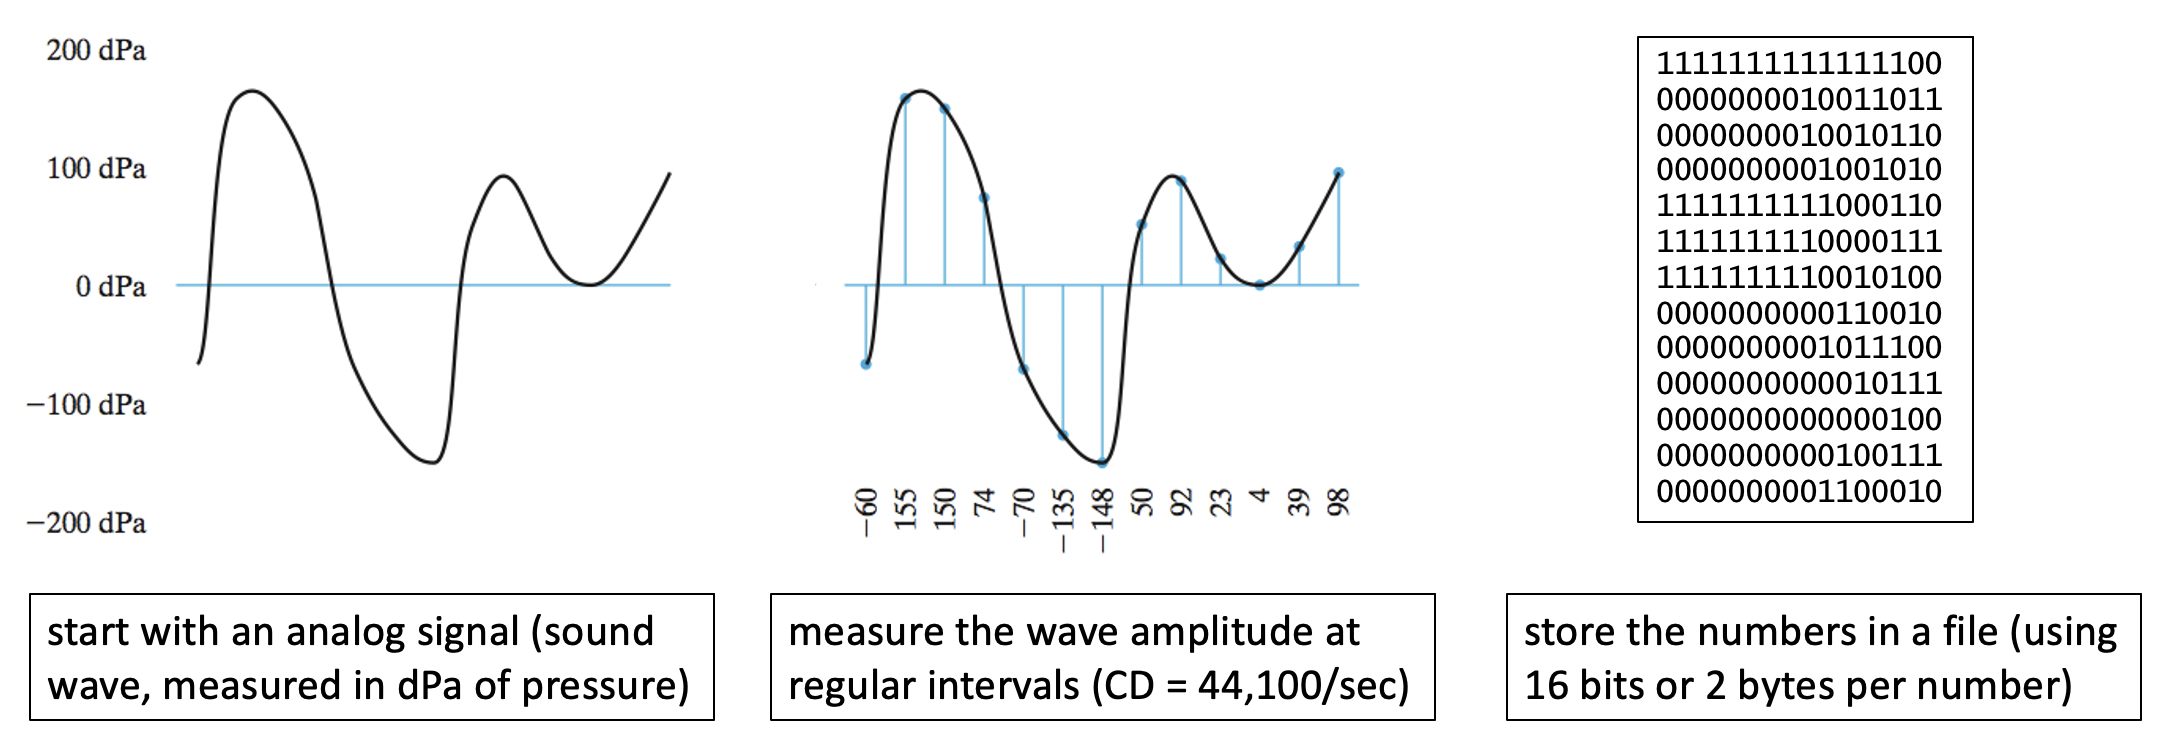 200 dPa
100 dPa
0 dPa
−100 dPa
−200 dPa
−60
155
150
74
−70
−135
−148
50
92
23
4
39
98
1111111111111100
0000000010011011
0000000010010110
0000000001001010
1111111111000110
1111111110000111
1111111110010100
0000000000110010
0000000001011100
0000000000010111
0000000000000100
0000000000100111
0000000001100010
start with an analog signal (sound
wave, measured in dPa of pressure)
measure the wave amplitude at
regular intervals (CD = 44,100/sec)
store the numbers in a file (using
16 bits or 2 bytes per number)